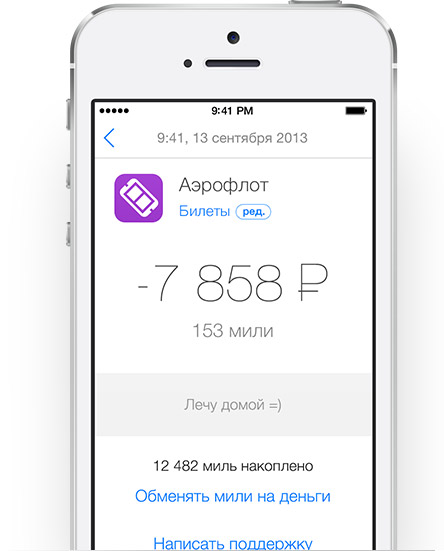 9:41 PM
9:41, 13 сентября 2013
Аэрофлот
Билеты ред.
-7 858 ₽
153 мили
Лечу домой =)
12 482 миль накоплено
Обменять мили на деньги
Написать поддержку